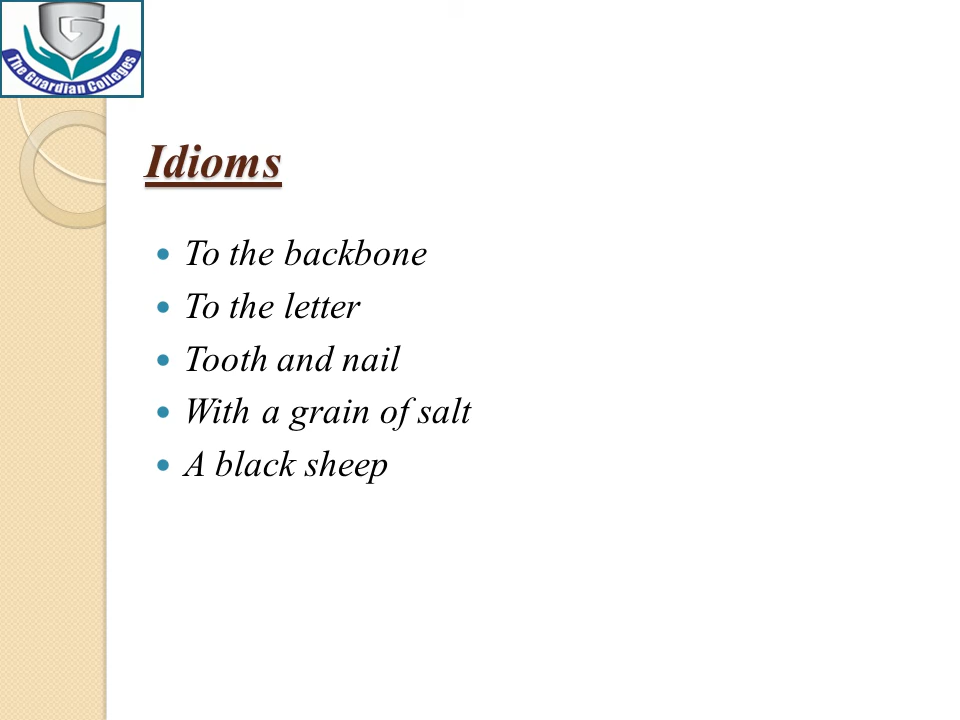 G
The Guardian Colleges
Idioms
To the backbone
To the letter
Tooth and nail
With a grain of salt
A black sheep